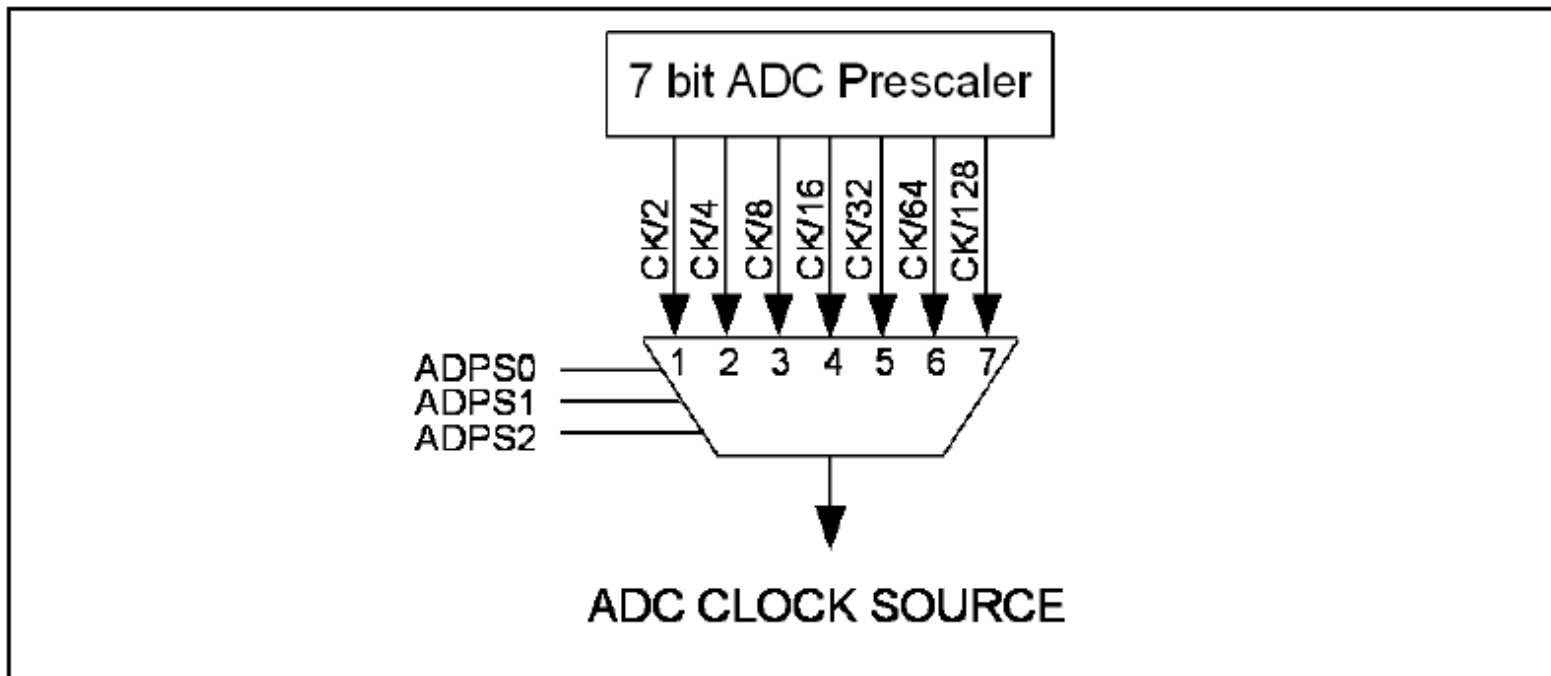 7 bit ADC Prescaler
CK/2
CK/4
CK/8
CK/16
CK/32
CK/64
CK/128
1 2 3 4 5 6 7
ADPS0
ADPS1
ADPS2
ADC CLOCK SOURCE